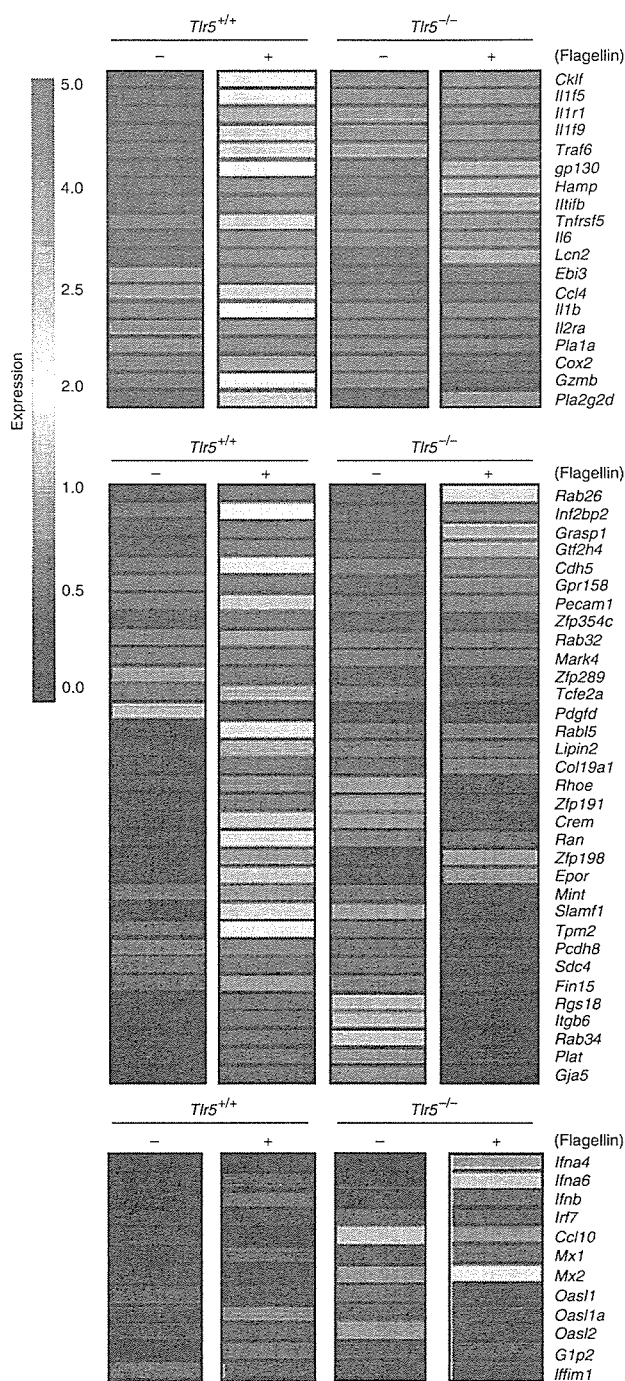 Tlr5+/+ Tlr5−/−
− + − + (Flagellin)
Expression
5.0
4.0
2.5
2.0
1.0
0.5
0.0
Cklf
Il1f5
Il1r1
Il1f9
Traf6
gp130
Hamp
Iltifb
Tnfrsf5
Il6
Lcn2
Ebi3
Ccl4
Il1b
Il2ra
Pla1a
Cox2
Gzmb
Pla2g2d
Tlr5+/+ Tlr5−/−
− + − + (Flagellin)
Rab26
Inf2bp2
Grasp1
Gtf2h4
Cdh5
Gpr158
Pecam1
Zfp354c
Rab32
Mark4
Zfp289
Tcfe2a
Pdgfd
Rabl5
Lipin2
Col19a1
Rhoe
Zfp191
Crem
Ran
Zfp198
Epor
Mint
Slamf1
Tpm2
Pcdh8
Sdc4
Fin15
Rgs18
Itgb6
Rab34
Plat
Gja5
Tlr5+/+ Tlr5−/−
− + − + (Flagellin)
Ifna4
Ifna6
Ifnb
Irf7
Ccl10
Mx1
Mx2
Oasl1
Oasl1a
Oasl2
G1p2
Iffim1